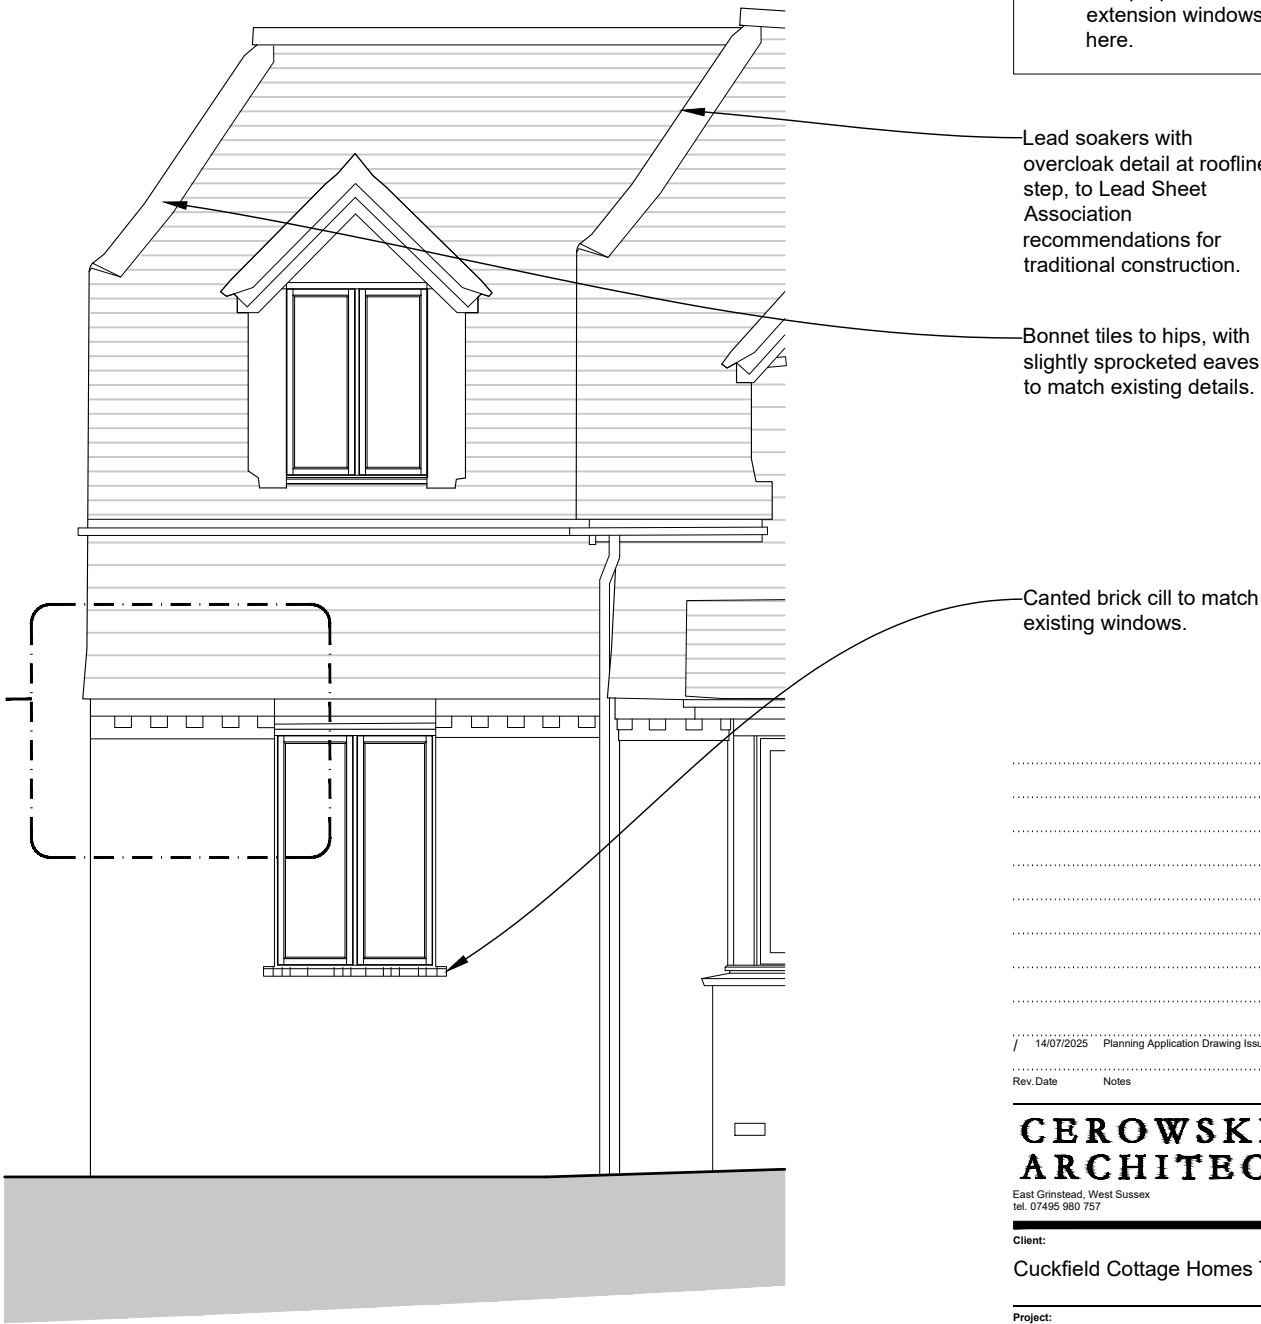 extension windows
here.
Lead soakers with
overcloak detail at roofline
step, to Lead Sheet
Association
recommendations for
traditional construction.
Bonnet tiles to hips, with
slightly sprocketed eaves
to match existing details.
Canted brick cill to match
existing windows.
/ 14/07/2025 Planning Application Drawing Issu
Rev. Date Notes
CEROWSKI
ARCHITEC
East Grinstead, West Sussex
tel. 07495 980 757
Client:
Cuckfield Cottage Homes T
Project: